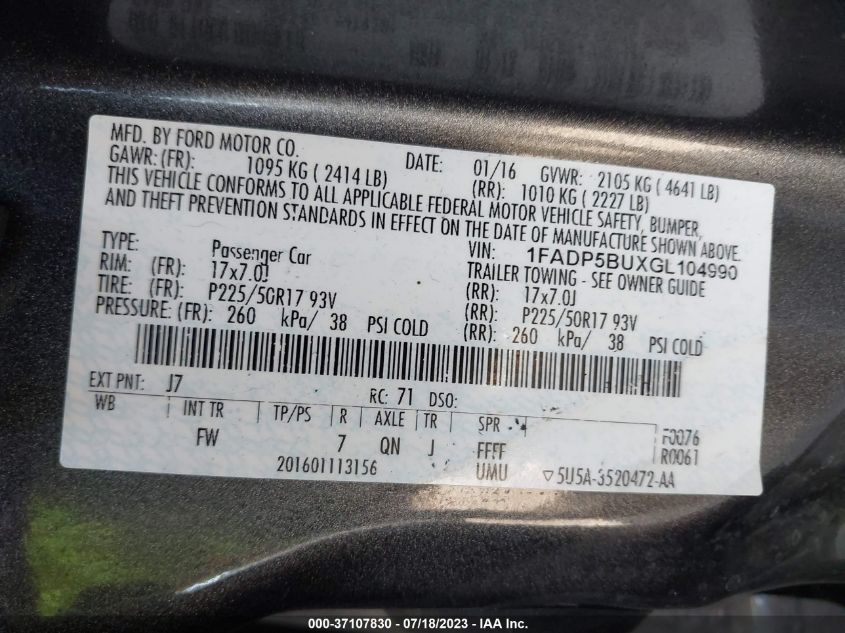 MFD. BY FORD MOTOR CO.
DATE: 01/16 GVWR: 2105 KG ( 4641 LB)
GAWR: (FR): 1095 KG ( 2414 LB) (RR): 1010 KG ( 2227 LB)
THIS VEHICLE CONFORMS TO ALL APPLICABLE FEDERAL MOTOR VEHICLE SAFETY, BUMPER,
AND THEFT PREVENTION STANDARDS IN EFFECT ON THE DATE OF MANUFACTURE SHOWN ABOVE.
VIN: 1FADP5BUXGL104990
TYPE: Passenger Car TRAILER TOWING - SEE OWNER GUIDE
RIM: (FR): 17x7.0J (RR): 17x7.0J
TIRE: (FR): P225/50R17 93V (RR): P225/50R17 93V
PRESSURE: (FR): 260 kPa/ 38 PSI COLD (RR): 260 kPa/ 38 PSI COLD
EXT PNT: J7 RC: 71 DSO:
WB INT TR TP/PS R AXLE TR SPR F0076
FW 7 QN J FFFF R0061
201601113156 UMU ▽5U5A-3520472-AA
000-37107830 - 07/18/2023 - IAA Inc.